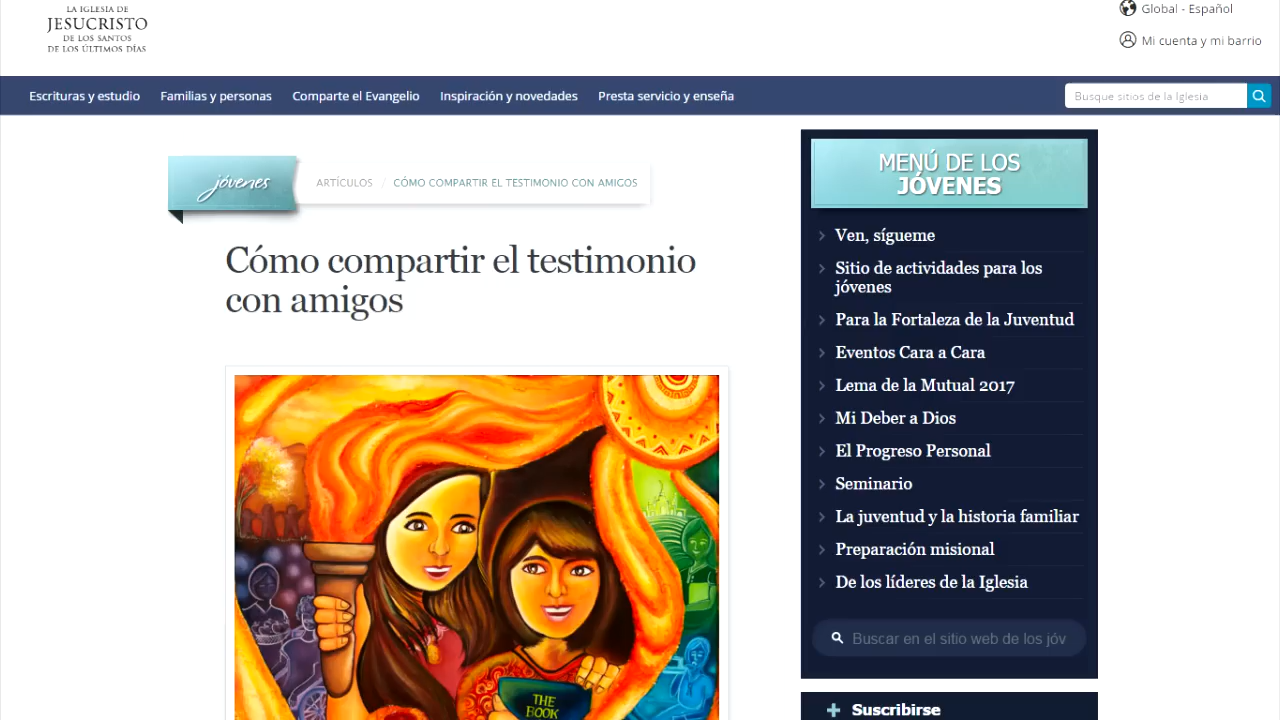 LA IGLESIA DE
JESUCRISTO
DE LOS SANTOS
DE LOS ÚLTIMOS DÍAS
Global - Español
Mi cuenta y mi barrio
Escrituras y estudio
Familias y personas
Comparte el Evangelio
Inspiración y novedades
Presta servicio y enseña
Busque sitios de la Iglesia
jóvenes
ARTÍCULOS / CÓMO COMPARTIR EL TESTIMONIO CON AMIGOS
Cómo compartir el testimonio
con amigos
THE
BOOK
MENÚ DE LOS
JÓVENES
Ven, sígueme
Sitio de actividades para los
jóvenes
Para la Fortaleza de la Juventud
Eventos Cara a Cara
Lema de la Mutual 2017
Mi Deber a Dios
El Progreso Personal
Seminario
La juventud y la historia familiar
Preparación misional
De los líderes de la Iglesia
Buscar en el sitio web de los jóv
Suscribirse